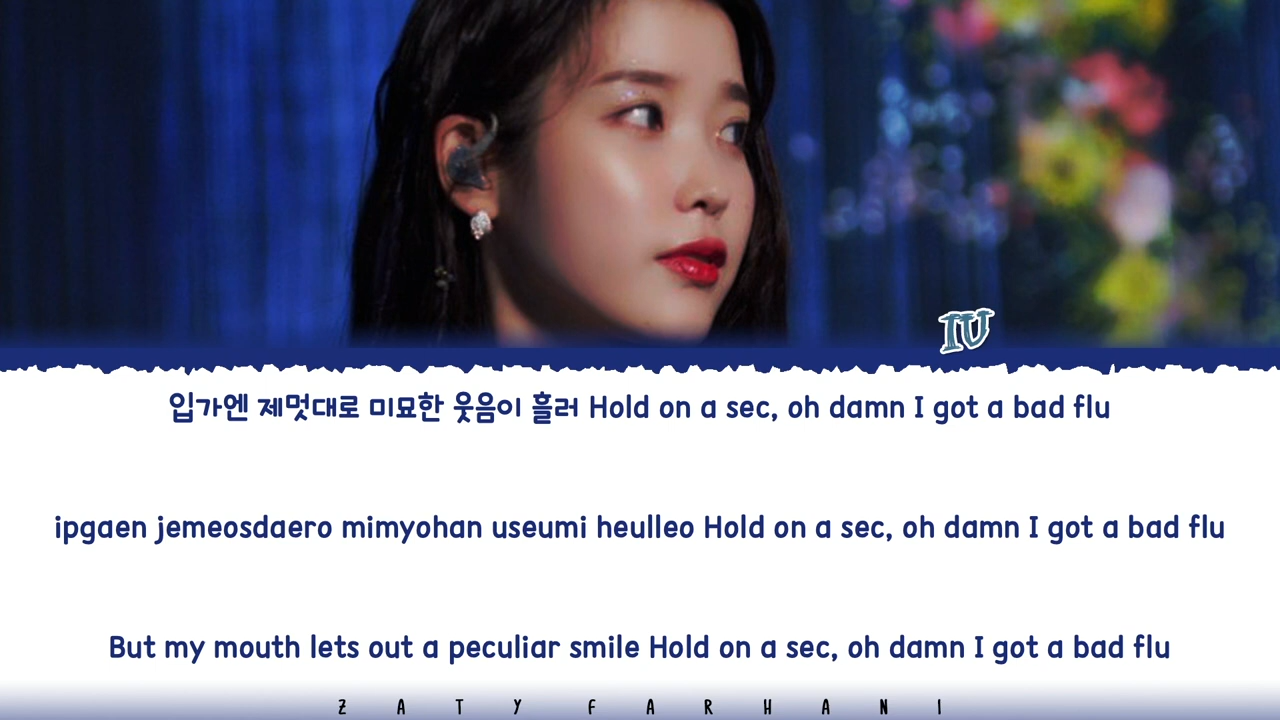 IU
입가엔 제멋대로 미묘한 웃음이 흘러 Hold on a sec, oh damn I got a bad flu
ipgaen jemeosdaero mimyohan useumi heulleo Hold on a sec, oh damn I got a bad flu
But my mouth lets out a peculiar smile Hold on a sec, oh damn I got a bad flu
ZATY FARHANI